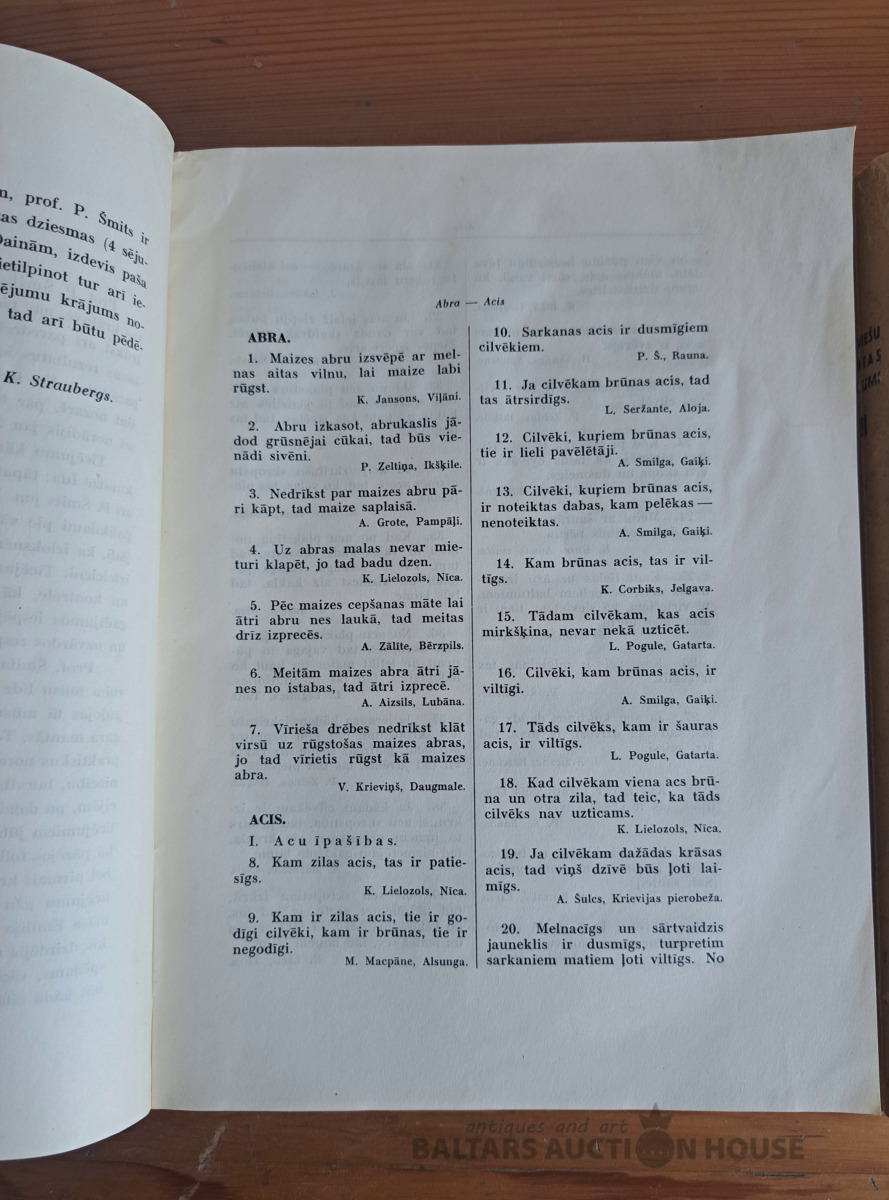 n, prof. P. Šmits ir
as dziesmas (4 sēju-
Dainām, izdevis paša
ietilpinot tur arī ie-
ējumu krājums no-
tad arī būtu pēdē-
K. Straubergs.
Abra — Acis
ABRA.
1. Maizes abru izsvēpē ar mel-
nas aitas vilnu, lai maize labi
rūgst.
K. Jansons, Viļāni.
2. Abru izkasot, abrukaslis jā-
dod grūsnējai cūkai, tad būs vie-
nādi sivēni.
P. Zeltiņa, Ikšķile.
3. Nedrīkst par maizes abru pā-
ri kāpt, tad maize saplaisā.
A. Grote, Pampāļi.
4. Uz abras malas nevar mie-
turi klapēt, jo tad badu dzen.
K. Lielozols, Nīca.
5. Pēc maizes cepšanas māte lai
ātri abru nes laukā, tad meitas
drīz izprecēs.
A. Zālīte, Bērzpils.
6. Meitām maizes abra ātri jā-
nes no istabas, tad ātri izprecē.
A. Aizsils, Lubāna.
7. Vīrieša drēbes nedrīkst klāt
virsū uz rūgstošas maizes abras,
jo tad vīrietis rūgst kā maizes
abra.
V. Krieviņš, Daugmale.
ACIS.
I. Acu īpašības.
8. Kam zilas acis, tas ir patie-
sīgs.
K. Lielozols, Nīca.
9. Kam ir zilas acis, tie ir go-
dīgi cilvēki, kam ir brūnas, tie ir
negodīgi.
M. Macpāne, Alsunga.
10. Sarkanas acis ir dusmīgiem
cilvēkiem.
P. Š., Rauna.
11. Ja cilvēkam brūnas acis, tad
tas ātrsirdīgs.
L. Seržante, Aloja.
12. Cilvēki, kuŗiem brūnas acis,
tie ir lieli pavēlētāji.
A. Smilga, Gaiķi.
13. Cilvēki, kuŗiem brūnas acis,
ir noteiktas dabas, kam pelēkas —
nenoteiktas.
A. Smilga, Gaiķi.
14. Kam brūnas acis, tas ir vil-
tīgs.
K. Corbiks, Jelgava.
15. Tādam cilvēkam, kas acis
mirkšķina, nevar nekā uzticēt.
L. Pogule, Gatarta.
16. Cilvēki, kam brūnas acis, ir
viltīgi.
A. Smilga, Gaiķi.
17. Tāds cilvēks, kam ir šauras
acis, ir viltīgs.
L. Pogule, Gatarta.
18. Kad cilvēkam viena acs brū-
na un otra zila, tad teic, ka tāds
cilvēks nav uzticams.
K. Lielozols, Nīca.
19. Ja cilvēkam dažādas krāsas
acis, tad viņš dzīvē būs ļoti lai-
mīgs.
A. Šulcs, Krievijas pierobeža.
20. Melnacīgs un sārtvaidzis
jauneklis ir dusmīgs, turpretim
sarkaniem matiem ļoti viltīgs. No
antiques and art
BALTARS AUCTION HOUSE